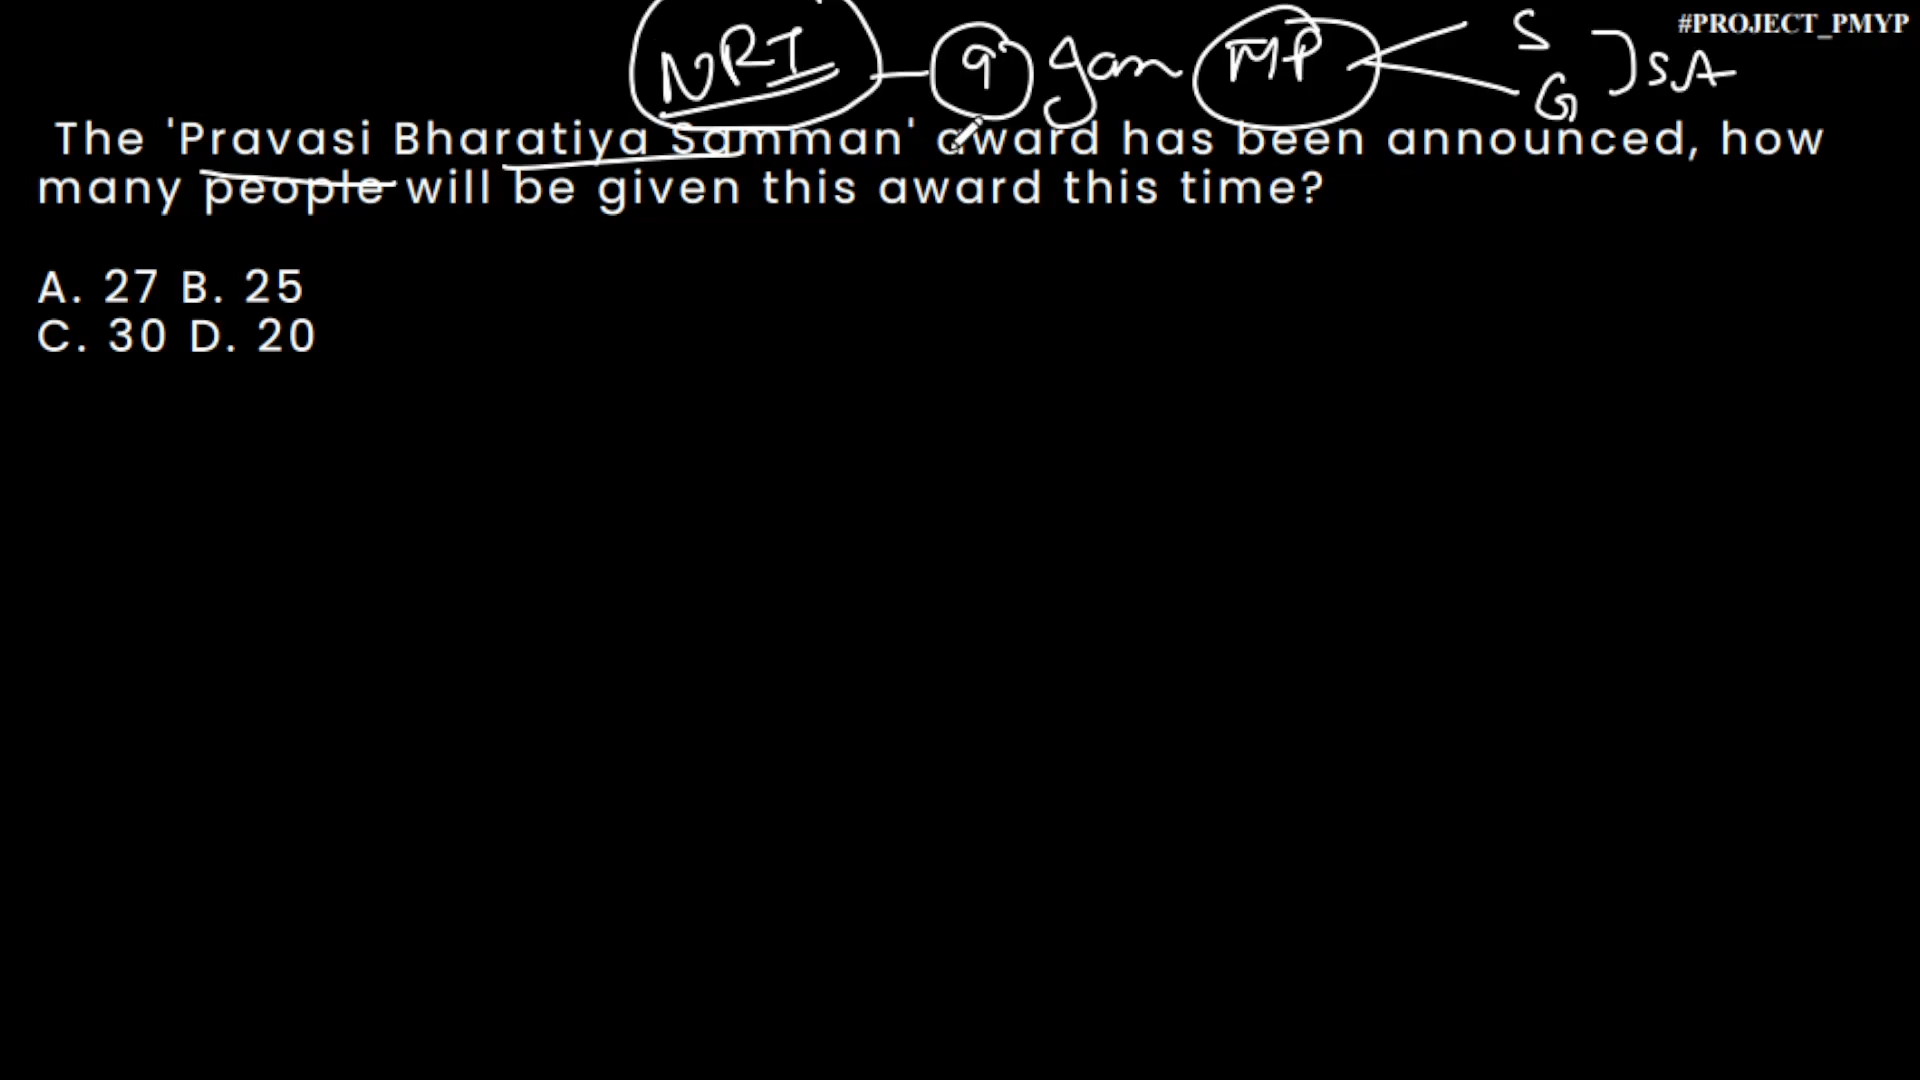 #PROJECT_PMYP
NRI - 9 Jan MP S G ] S.A
The 'Pravasi Bharatiya Samman' award has been announced, how
many people will be given this award this time?
A. 27 B. 25
C. 30 D. 20